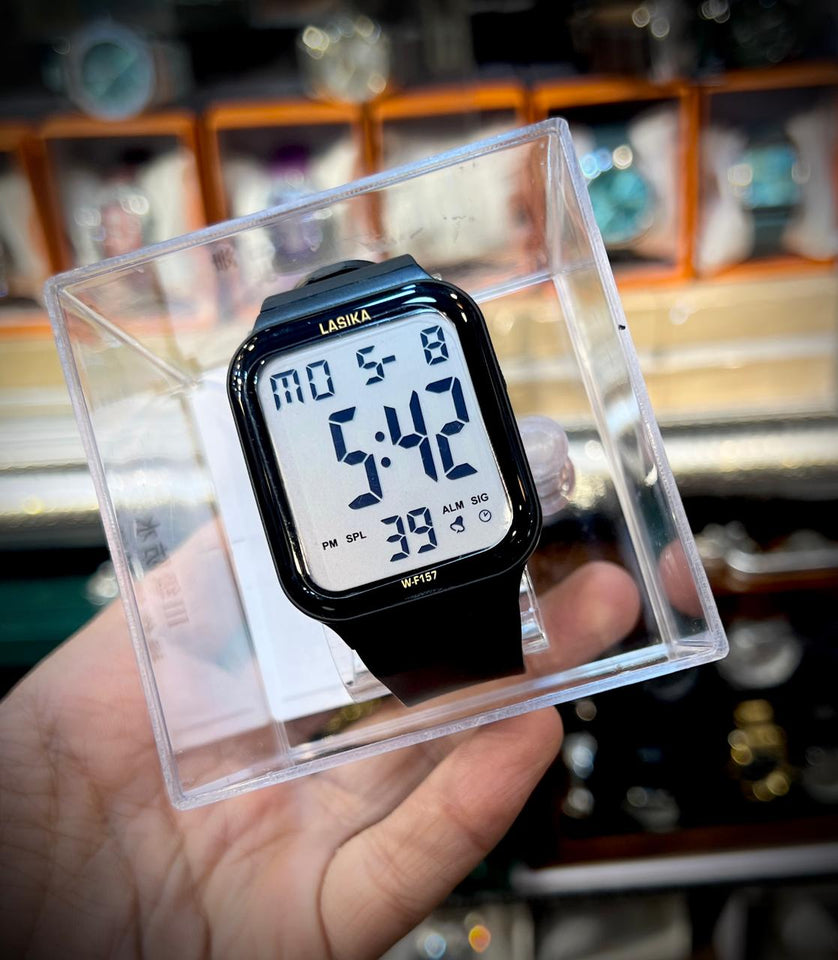 LASIKA
MO 5- 8
5:42
ALM SIG
PM SPL 39
W-F157